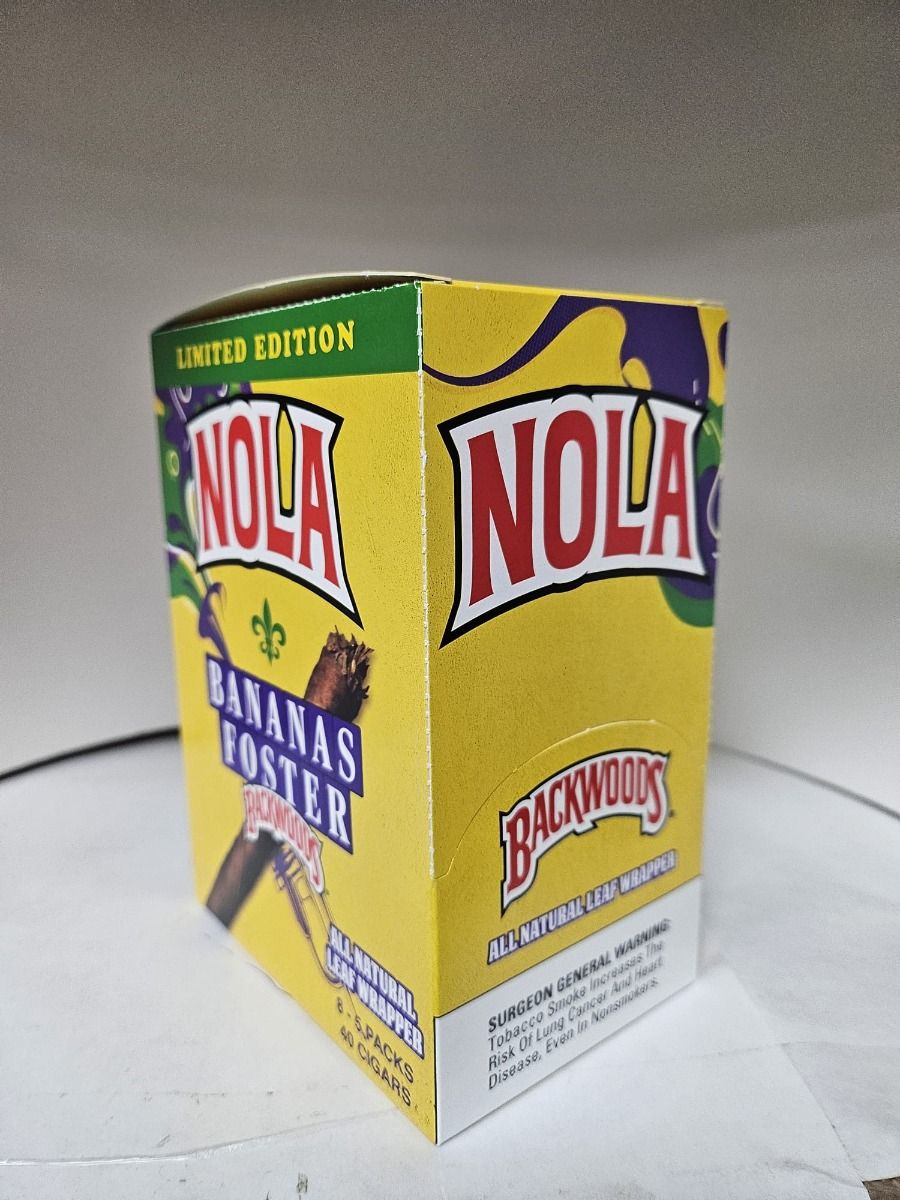 LIMITED EDITION
NOLA
BANANAS
FOSTER
BACKWOODS
ALL NATURAL
LEAF WRAPPER
8 - 5 PACKS
40 CIGARS
NOLA
BACKWOODS
ALL NATURAL LEAF WRAPPER
SURGEON GENERAL WARNING:
Tobacco Smoke Increases The
Risk Of Lung Cancer And Heart
Disease, Even In Nonsmokers.